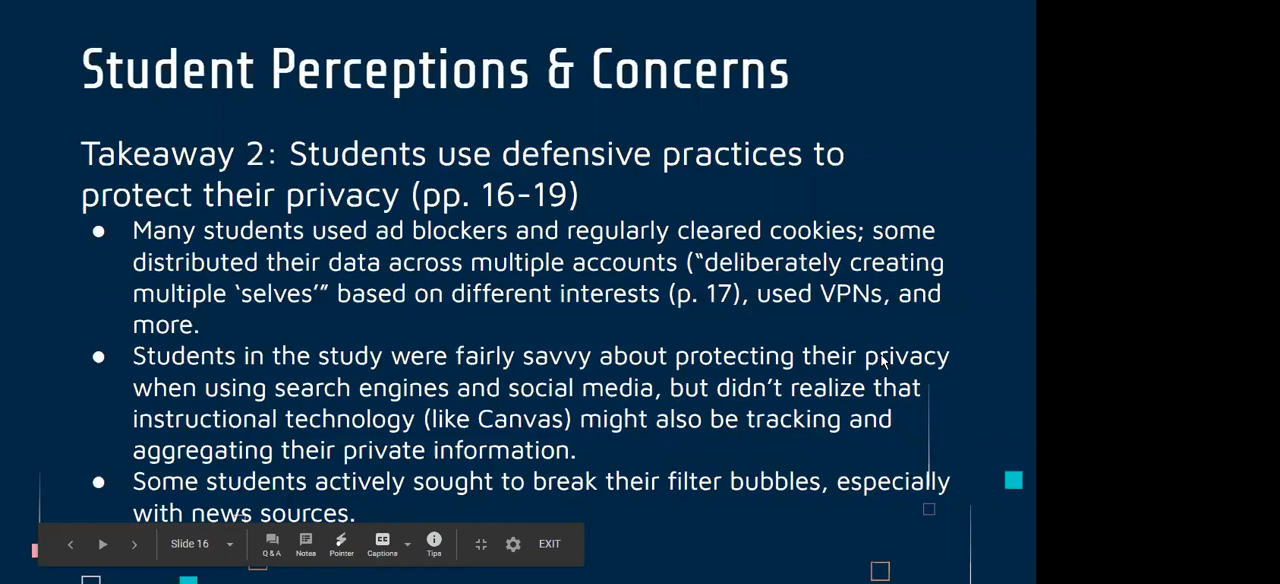 Student Perceptions & Concerns
Takeaway 2: Students use defensive practices to
protect their privacy (pp. 16-19)
● Many students used ad blockers and regularly cleared cookies; some
distributed their data across multiple accounts (“deliberately creating
multiple ‘selves’” based on different interests (p. 17), used VPNs, and
more.
● Students in the study were fairly savvy about protecting their privacy
when using search engines and social media, but didn’t realize that
instructional technology (like Canvas) might also be tracking and
aggregating their private information.
● Some students actively sought to break their filter bubbles, especially
with news sources.
Slide 16 Q & A Notes Pointer CC Captions Tips EXIT